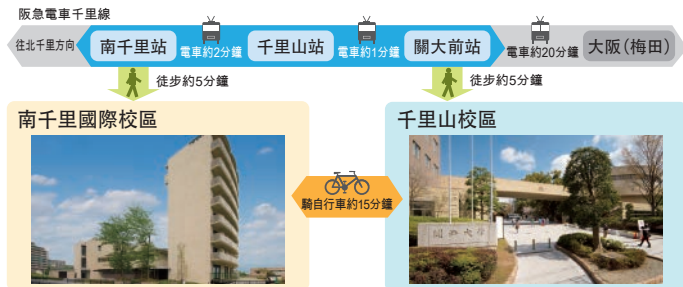 阪急電車千里線
往北千里方向
南千里站
電車約2分鐘
千里山站
電車約1分鐘
關大前站
電車約20分鐘
大阪(梅田)
徒步約5分鐘
徒步約5分鐘
南千里國際校區
千里山校區
騎自行車約15分鐘
関西大学